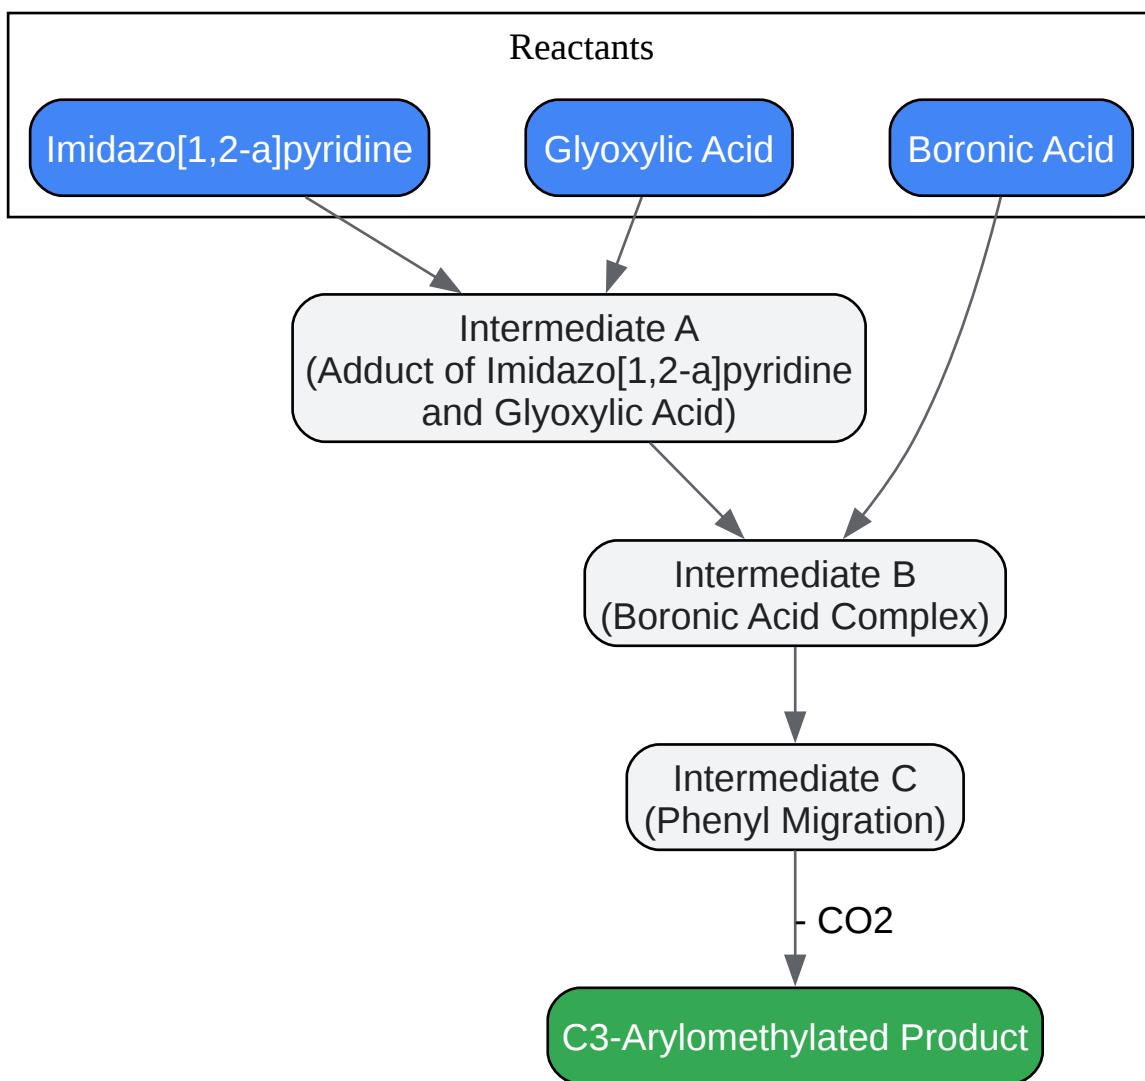 Reactants
Imidazo[1,2-a]pyridine
Glyoxylic Acid
Boronic Acid
Intermediate A
(Adduct of Imidazo[1,2-a]pyridine
and Glyoxylic Acid)
Intermediate B
(Boronic Acid Complex)
Intermediate C
(Phenyl Migration)
- CO2
C3-Arylomethylated Product